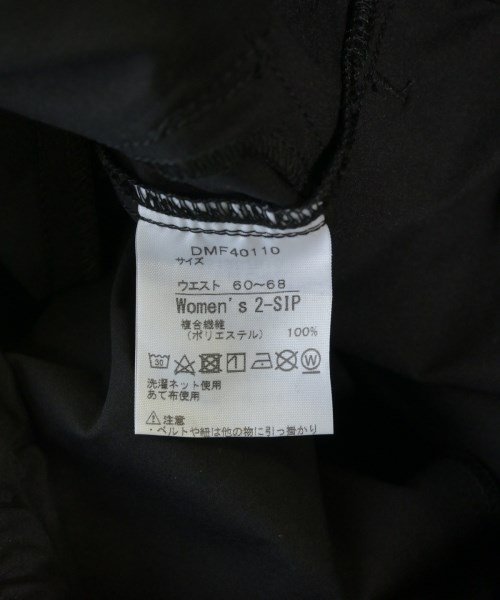 DMF40110
サイズ
ウエスト 60～68
Women's 2-SIP
複合繊維
(ポリエステル) 100%
30
洗濯ネット使用
あて布使用
⚠注意
・ベルトや紐は他の物に引っ掛かり